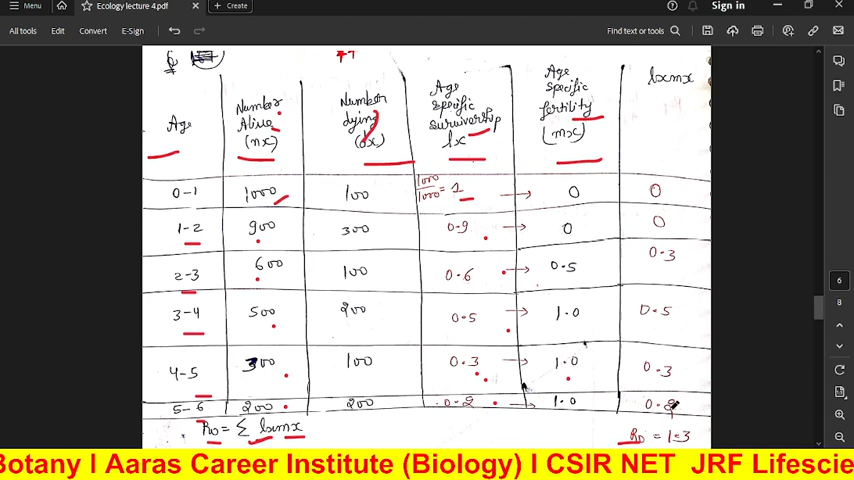 Menu
Ecology lecture 4.pdf
Create
Sign in
All tools Edit Convert E-Sign
Find text or tools
Age
Number Alive (nx)
Number dying (dx)
Age specific survivership lx
Age specific fertility (mx)
lxmx
0-1 1000 100 1000/1000 = 1 → 0 0
1-2 900 300 0.9 → 0 0
2-3 600 100 0.6 → 0.5 0.3
3-4 500 200 0.5 → 1.0 0.5
4-5 300 100 0.3 → 1.0 0.3
5-6 200 200 0.2 → 1.0 0.2
R0 = Σ lxmx
R0 = 1.3
6
8
Botany I Aaras Career Institute (Biology) I CSIR NET JRF Lifescie